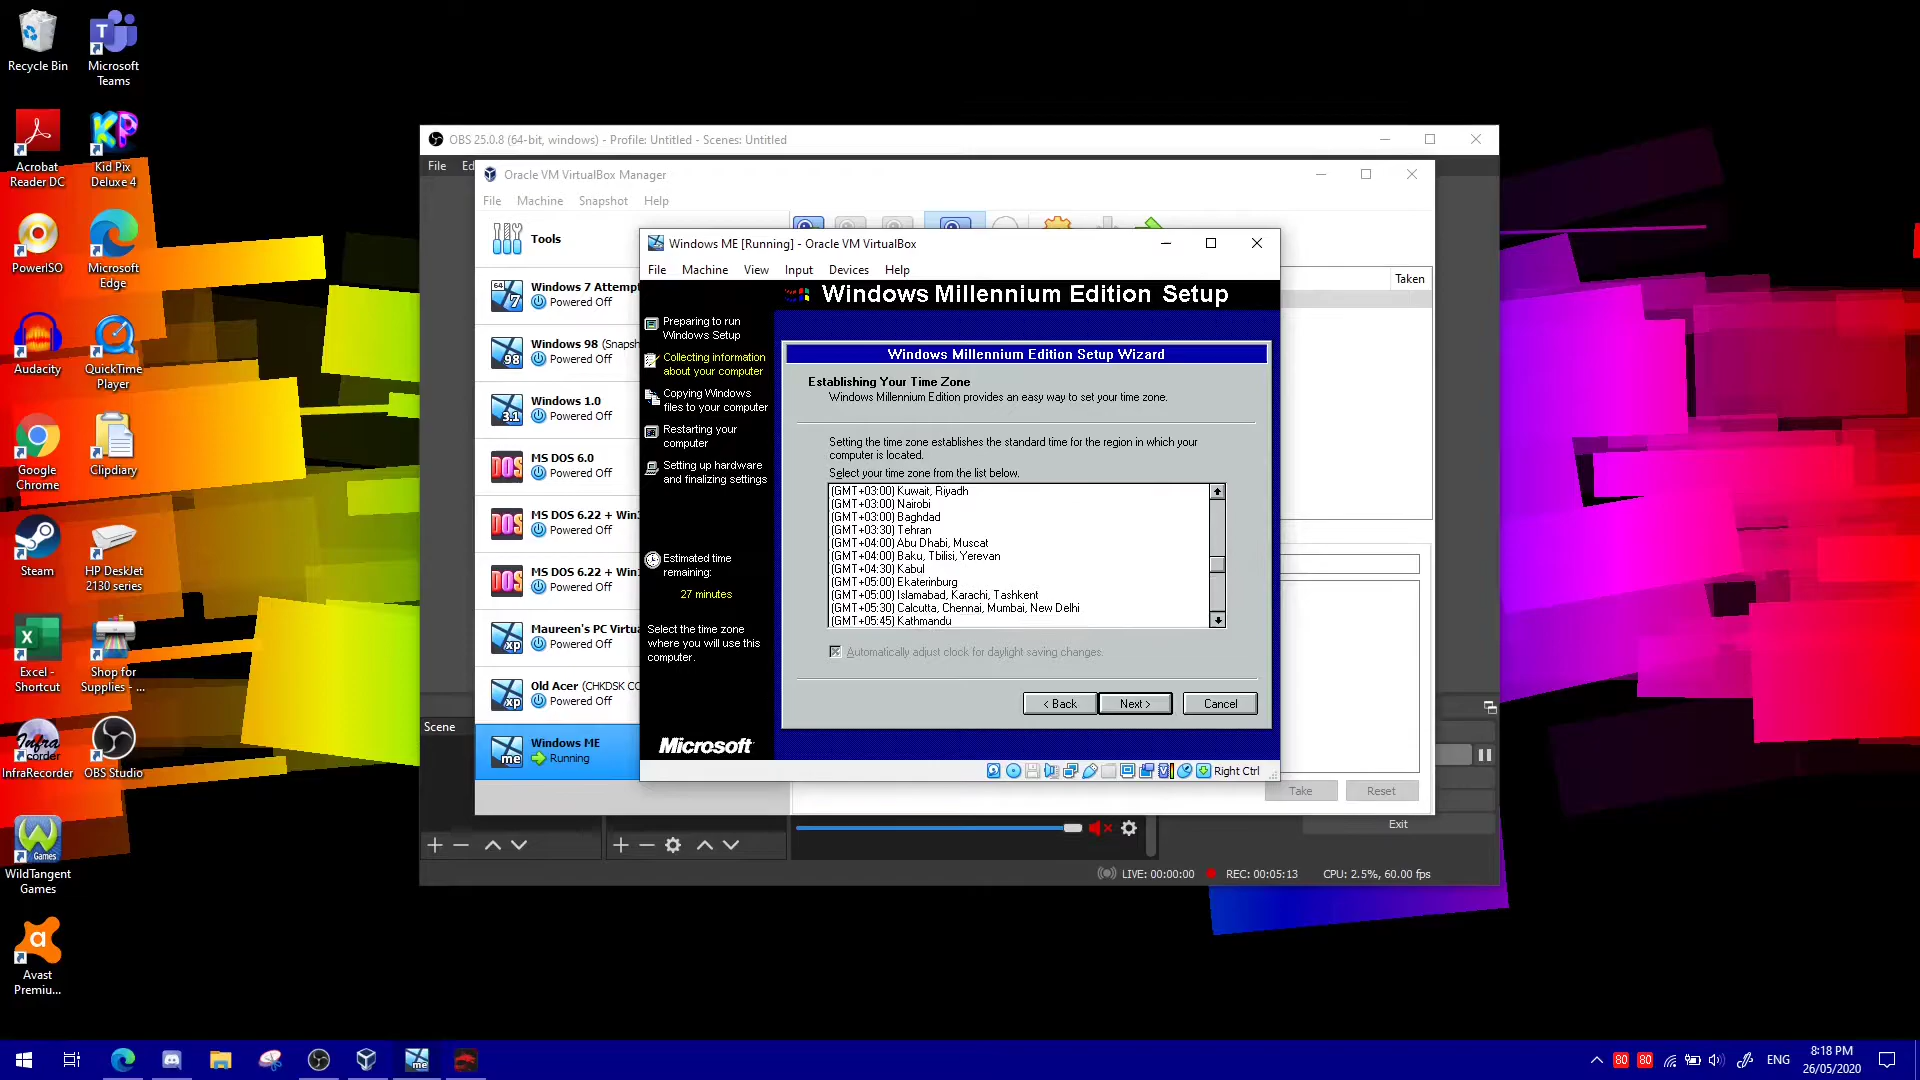 Recycle Bin
Microsoft
Teams
Acrobat
Reader DC
Kid Pix
Deluxe 4
PowerISO
Microsoft
Edge
Audacity
QuickTime
Player
Google
Chrome
Clipdiary
Steam
HP DeskJet
2130 series
Excel -
Shortcut
Shop for
Supplies - ...
InfraRecorder
OBS Studio
WildTangent
Games
Avast
Premiu...
OBS 25.0.8 (64-bit, windows) - Profile: Untitled - Scenes: Untitled
File
Ed
Oracle VM VirtualBox Manager
File Machine Snapshot Help
Tools
Taken
Windows 7 Attempt
Powered Off
Windows 98 (Snapsh
Powered Off
Windows 1.0
Powered Off
MS DOS 6.0
Powered Off
MS DOS 6.22 + Win
Powered Off
MS DOS 6.22 + Win
Powered Off
Maureen's PC Virtua
Powered Off
Old Acer (CHKDSK CO
Powered Off
Windows ME
Running
Windows ME [Running] - Oracle VM VirtualBox
File Machine View Input Devices Help
Windows Millennium Edition Setup
Preparing to run
Windows Setup
Collecting information
about your computer
Copying Windows
files to your computer
Restarting your
computer
Setting up hardware
and finalizing settings
Estimated time
remaining:
27 minutes
Select the time zone
where you will use this
computer.
Microsoft
Windows Millennium Edition Setup Wizard
Establishing Your Time Zone
Windows Millennium Edition provides an easy way to set your time zone.
Setting the time zone establishes the standard time for the region in which your
computer is located.
Select your time zone from the list below.
(GMT+03:00) Kuwait, Riyadh
(GMT+03:00) Nairobi
(GMT+03:00) Baghdad
(GMT+03:30) Tehran
(GMT+04:00) Abu Dhabi, Muscat
(GMT+04:00) Baku, Tbilisi, Yerevan
(GMT+04:30) Kabul
(GMT+05:00) Ekaterinburg
(GMT+05:00) Islamabad, Karachi, Tashkent
(GMT+05:30) Calcutta, Chennai, Mumbai, New Delhi
(GMT+05:45) Kathmandu
Automatically adjust clock for daylight saving changes.
< Back
Next >
Cancel
Right Ctrl
Take
Reset
Scene
Exit
LIVE: 00:00:00
REC: 00:05:13
CPU: 2.5%, 60.00 fps
80
80
ENG
8:18 PM
26/05/2020